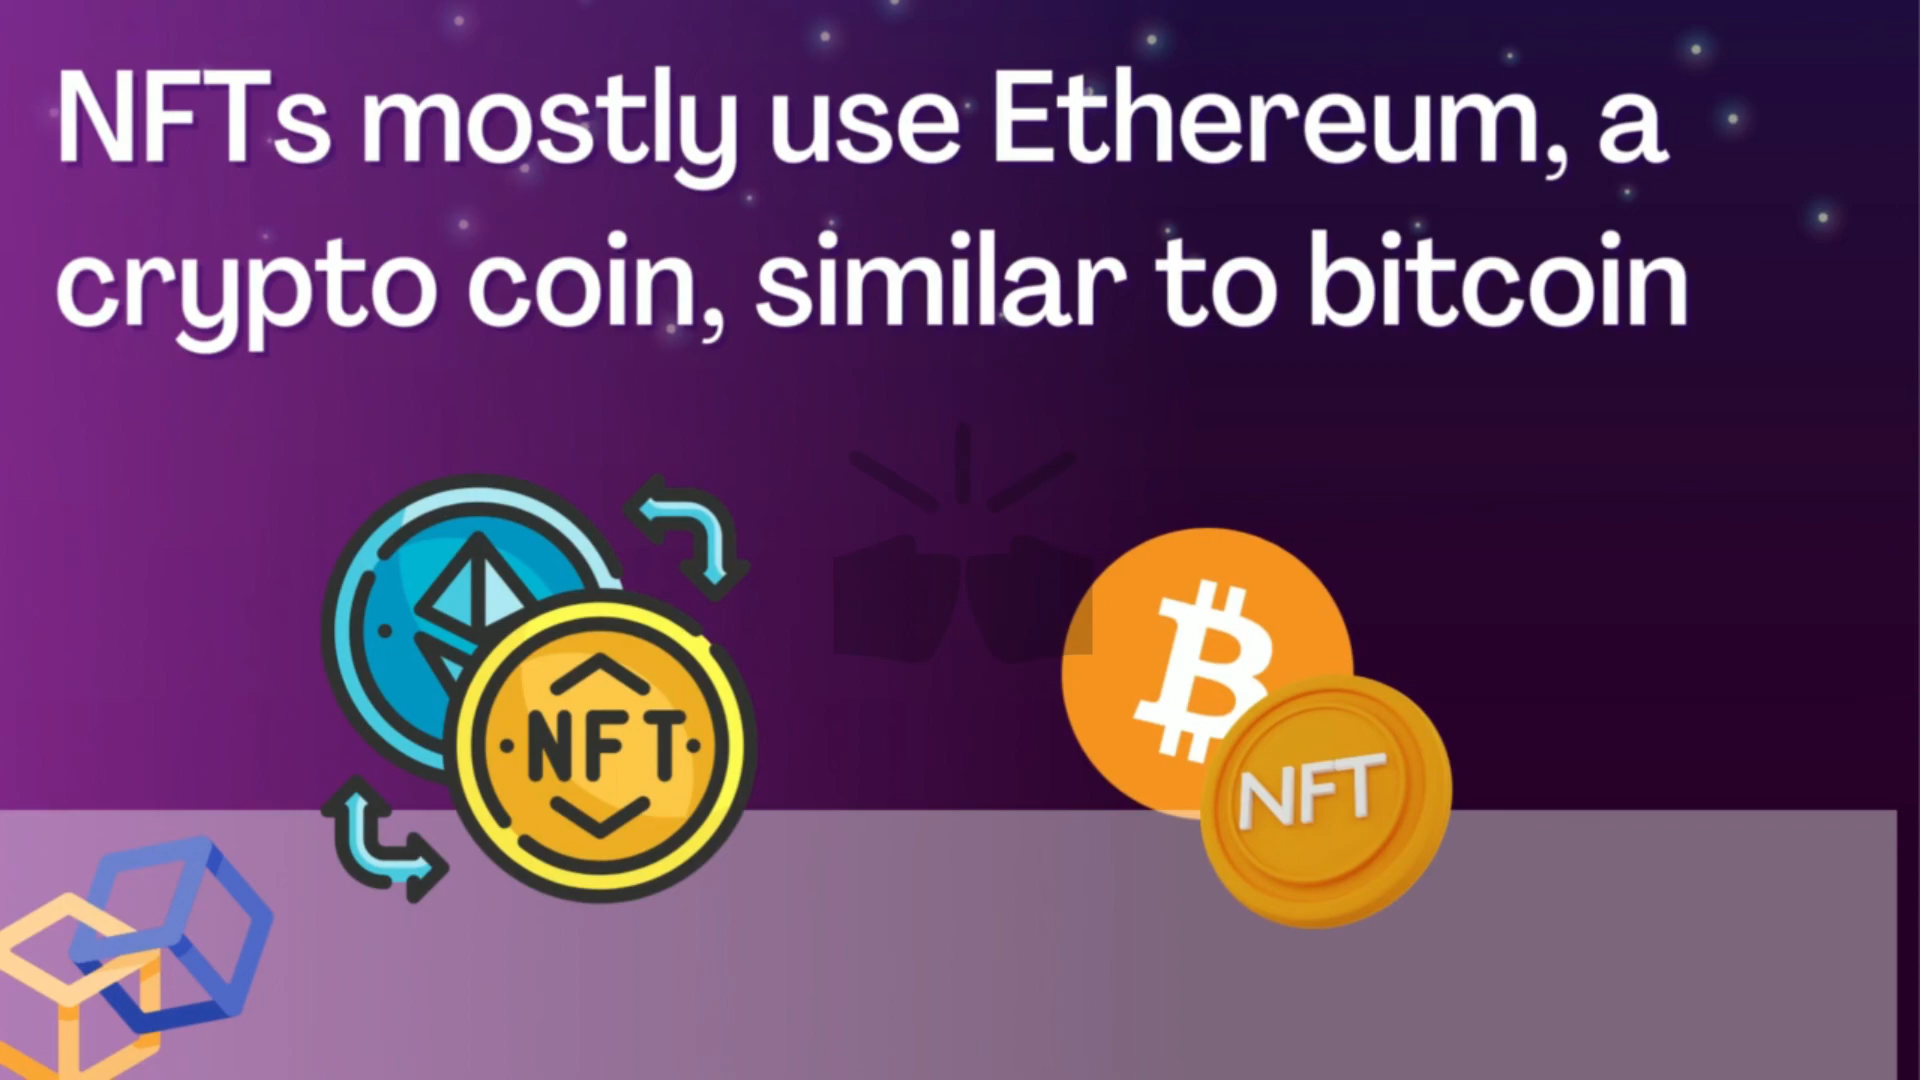 NFTs mostly use Ethereum, a
crypto coin, similar to bitcoin
NFT
NFT